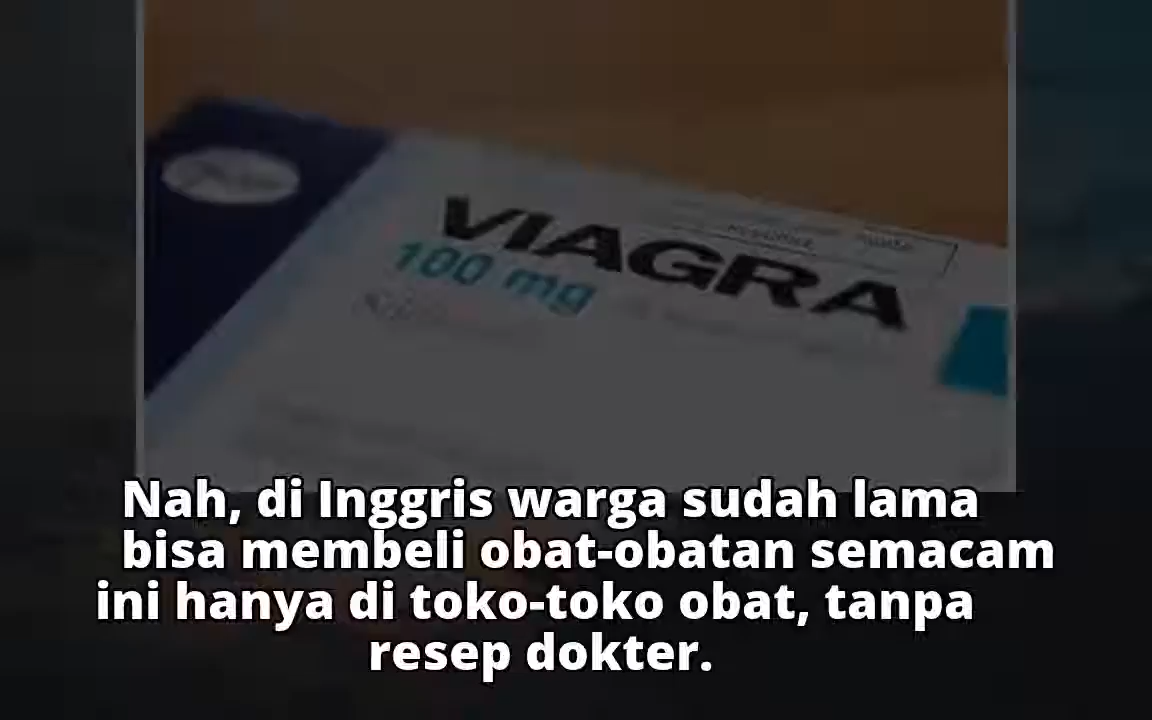 VIAGRA
100 mg
Nah, di Inggris warga sudah lama
bisa membeli obat-obatan semacam
ini hanya di toko-toko obat, tanpa
resep dokter.